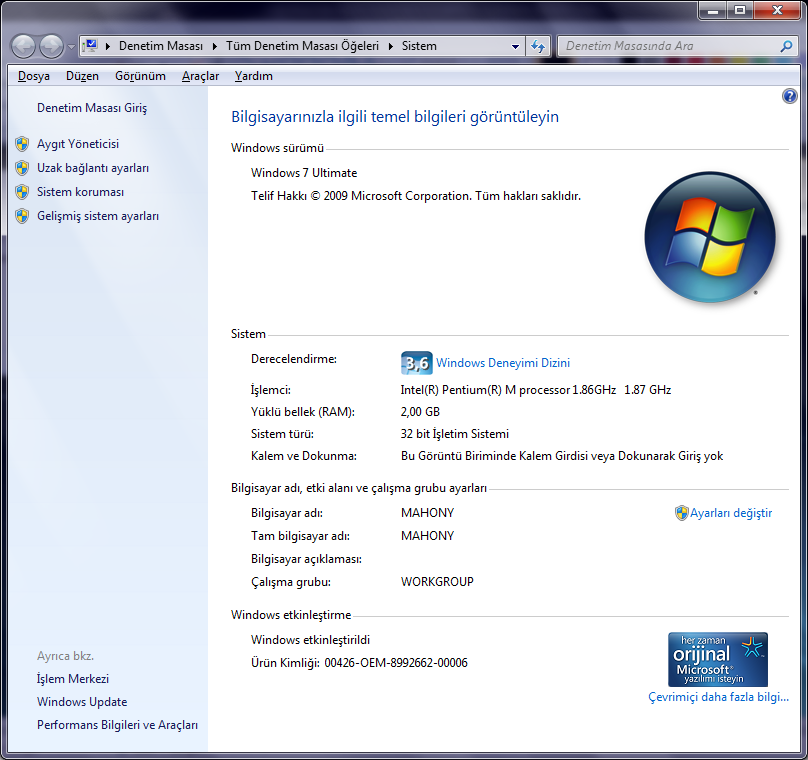 Denetim Masası Tüm Denetim Masası Öğeleri Sistem
Denetim Masasında Ara
Dosya Düzen Görünüm Araçlar Yardım
Denetim Masası Giriş
Aygıt Yöneticisi
Uzak bağlantı ayarları
Sistem koruması
Gelişmiş sistem ayarları
Bilgisayarınızla ilgili temel bilgileri görüntüleyin
Windows sürümü
Windows 7 Ultimate
Telif Hakkı © 2009 Microsoft Corporation. Tüm hakları saklıdır.
Sistem
Derecelendirme: 3,6 Windows Deneyimi Dizini
İşlemci: Intel(R) Pentium(R) M processor 1.86GHz 1.87 GHz
Yüklü bellek (RAM): 2,00 GB
Sistem türü: 32 bit İşletim Sistemi
Kalem ve Dokunma: Bu Görüntü Biriminde Kalem Girdisi veya Dokunarak Giriş yok
Bilgisayar adı, etki alanı ve çalışma grubu ayarları
Bilgisayar adı: MAHONY Ayarları değiştir
Tam bilgisayar adı: MAHONY
Bilgisayar açıklaması:
Çalışma grubu: WORKGROUP
Windows etkinleştirme
Windows etkinleştirildi
Ürün Kimliği: 00426-OEM-8992662-00006
her zaman
orijinal
Microsoft®
yazılımı isteyin
Çevrimiçi daha fazla bilgi...
Ayrıca bkz.
İşlem Merkezi
Windows Update
Performans Bilgileri ve Araçları